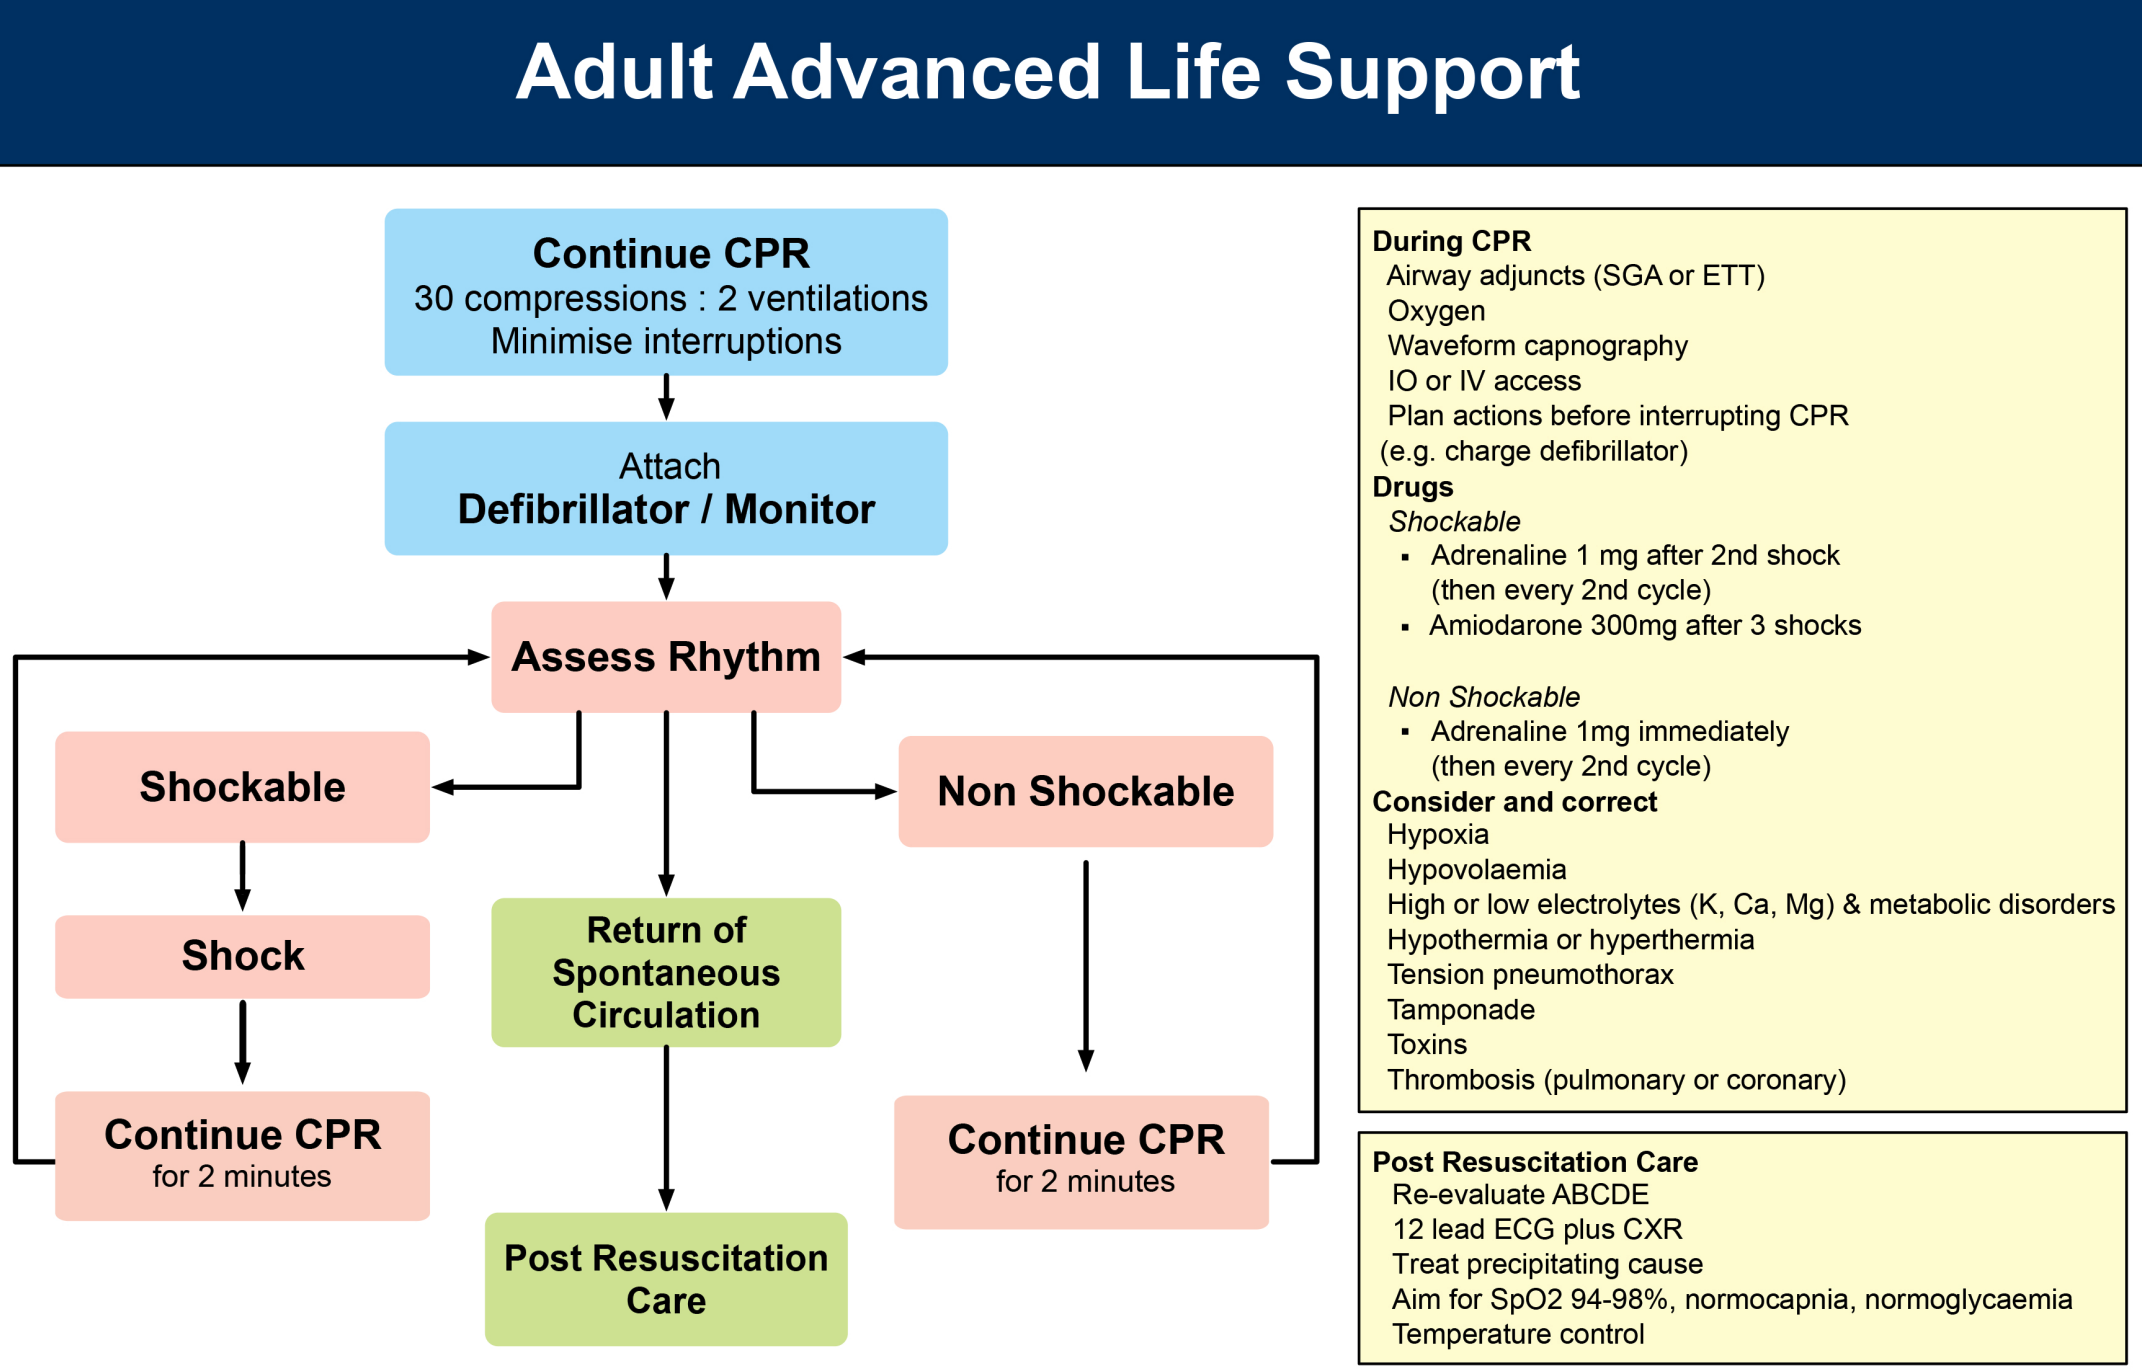 Adult Advanced Life Support
Continue CPR
30 compressions : 2 ventilations
Minimise interruptions
Attach
Defibrillator / Monitor
Assess Rhythm
Shockable
Non Shockable
Shock
Return of
Spontaneous
Circulation
Continue CPR
for 2 minutes
Continue CPR
for 2 minutes
Post Resuscitation
Care
During CPR
Airway adjuncts (SGA or ETT)
Oxygen
Waveform capnography
IO or IV access
Plan actions before interrupting CPR
(e.g. charge defibrillator)
Drugs
Shockable
▪ Adrenaline 1 mg after 2nd shock
(then every 2nd cycle)
▪ Amiodarone 300mg after 3 shocks
Non Shockable
▪ Adrenaline 1mg immediately
(then every 2nd cycle)
Consider and correct
Hypoxia
Hypovolaemia
High or low electrolytes (K, Ca, Mg) & metabolic disorders
Hypothermia or hyperthermia
Tension pneumothorax
Tamponade
Toxins
Thrombosis (pulmonary or coronary)
Post Resuscitation Care
Re-evaluate ABCDE
12 lead ECG plus CXR
Treat precipitating cause
Aim for SpO2 94-98%, normocapnia, normoglycaemia
Temperature control